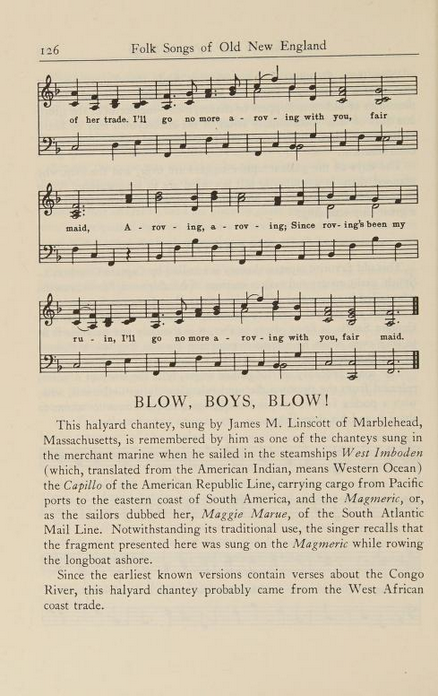 126 Folk Songs of Old New England
of her trade. I'll go no more a - rov - ing with you, fair
maid, A - rov - ing, a - rov - ing; Since rov - ing's been my
ru - in, I'll go no more a - rov - ing with you, fair maid.
BLOW, BOYS, BLOW!
This halyard chantey, sung by James M. Linscott of Marblehead,
Massachusetts, is remembered by him as one of the chanteys sung in
the merchant marine when he sailed in the steamships West Imboden
(which, translated from the American Indian, means Western Ocean)
the Capillo of the American Republic Line, carrying cargo from Pacific
ports to the eastern coast of South America, and the Magmeric, or,
as the sailors dubbed her, Maggie Marue, of the South Atlantic
Mail Line. Notwithstanding its traditional use, the singer recalls that
the fragment presented here was sung on the Magmeric while rowing
the longboat ashore.
Since the earliest known versions contain verses about the Congo
River, this halyard chantey probably came from the West African
coast trade.